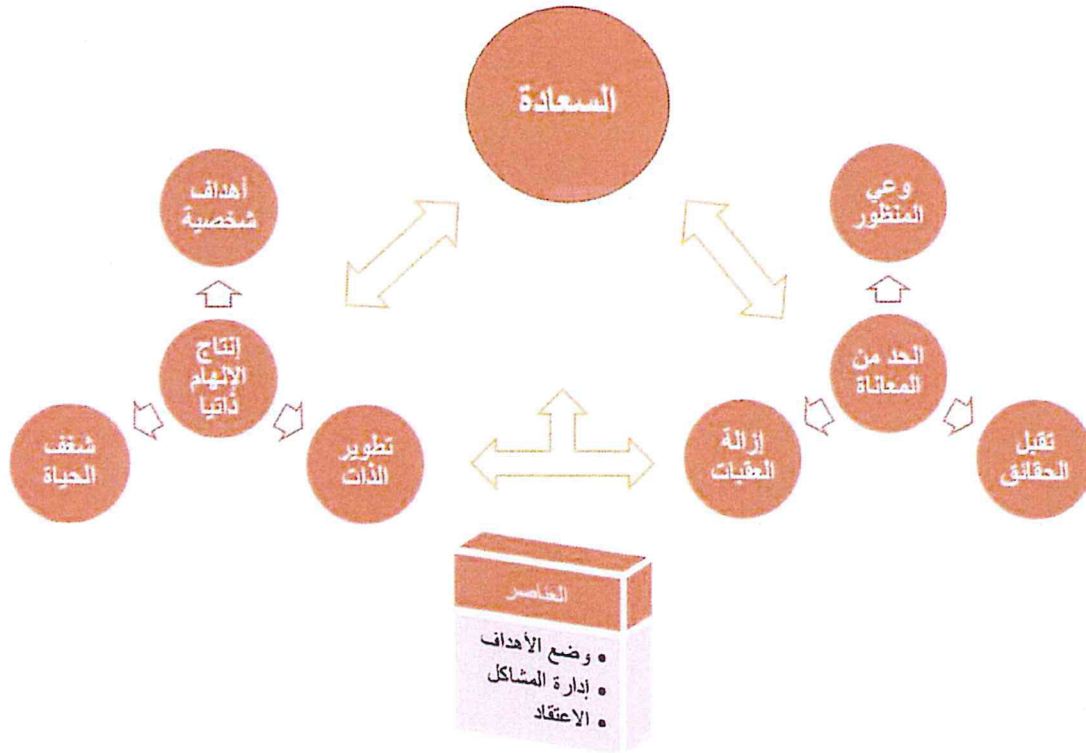 السعادة
وعي
المنظور
الحد من
المعاناة
إزالة
العقبات
تقبل
الحقائق
أهداف
شخصية
إنتاج
الإلهام
ذاتيا
تطوير
الذات
شغف
الحياة
العناصر
• وضع الأهداف
• إدارة المشاكل
• الاعتقاد